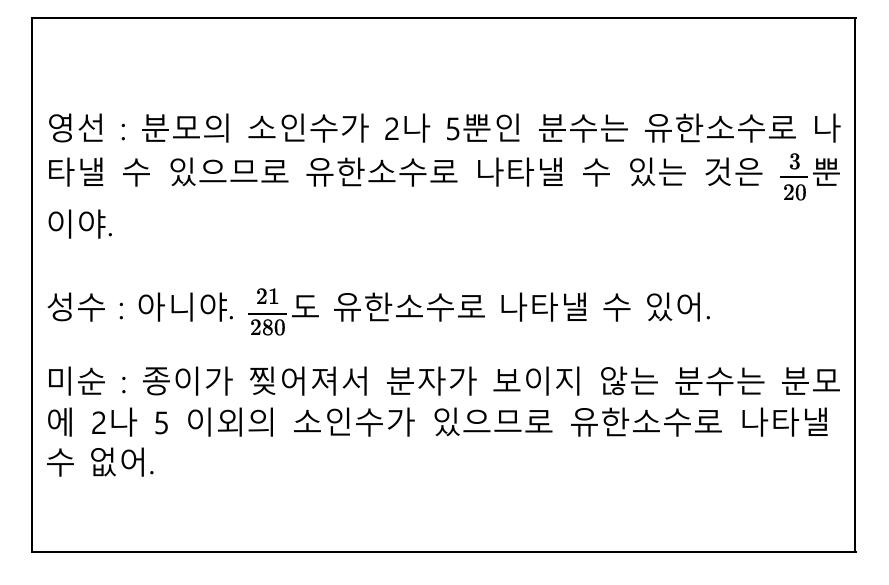 영선 : 분모의 소인수가 2나 5뿐인 분수는 유한소수로 나
타낼 수 있으므로 유한소수로 나타낼 수 있는 것은 3/20뿐
이야.
성수 : 아니야. 21/280도 유한소수로 나타낼 수 있어.
미순 : 종이가 찢어져서 분자가 보이지 않는 분수는 분모
에 2나 5 이외의 소인수가 있으므로 유한소수로 나타낼
수 없어.